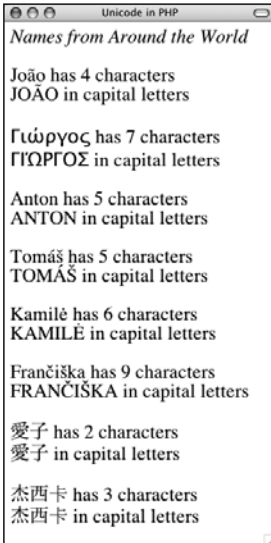 Unicode in PHP
Names from Around the World
João has 4 characters
JOÃO in capital letters
Γιώργος has 7 characters
ΓΙΏΡΓΟΣ in capital letters
Anton has 5 characters
ANTON in capital letters
Tomáš has 5 characters
TOMÁŠ in capital letters
Kamilė has 6 characters
KAMILĖ in capital letters
Frančiška has 9 characters
FRANČIŠKA in capital letters
愛子 has 2 characters
愛子 in capital letters
杰西卡 has 3 characters
杰西卡 in capital letters